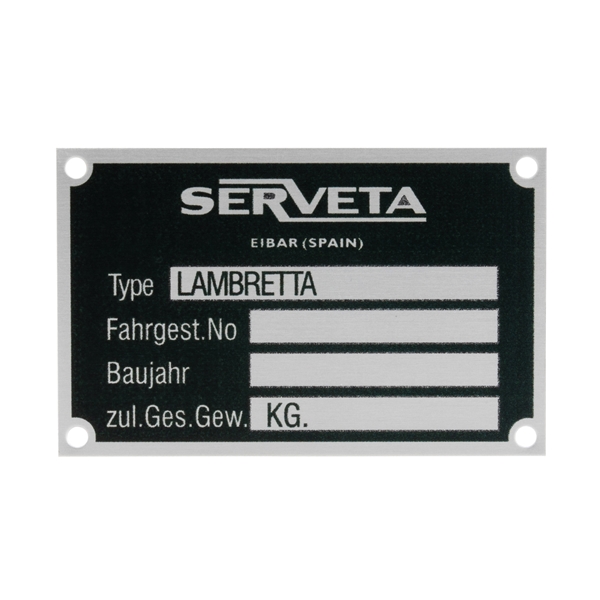 SERVETA
EIBAR (SPAIN)
Type LAMBRETTA
Fahrgest.No
Baujahr
zul.Ges.Gew. KG.